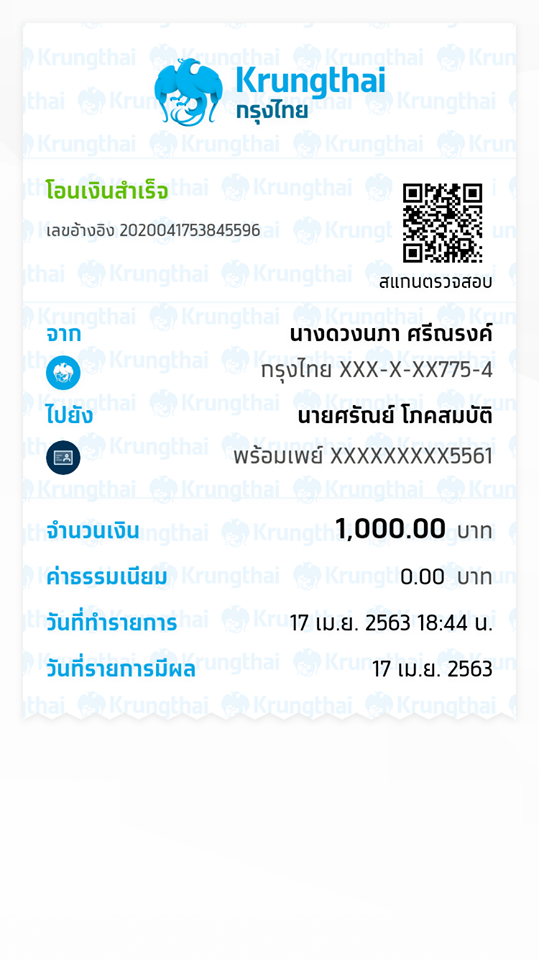 Krungthai
กรุงไทย
โอนเงินสำเร็จ
เลขอ้างอิง 2020041753845596
สแกนตรวจสอบ
จาก นางดวงนภา ศรีณรงค์
กรุงไทย XXX-X-XX775-4
ไปยัง นายศรัณย์ โภคสมบัติ
พร้อมเพย์ XXXXXXXXX5561
จำนวนเงิน 1,000.00 บาท
ค่าธรรมเนียม 0.00 บาท
วันที่ทำรายการ 17 เม.ย. 2563 18:44 น.
วันที่รายการมีผล 17 เม.ย. 2563